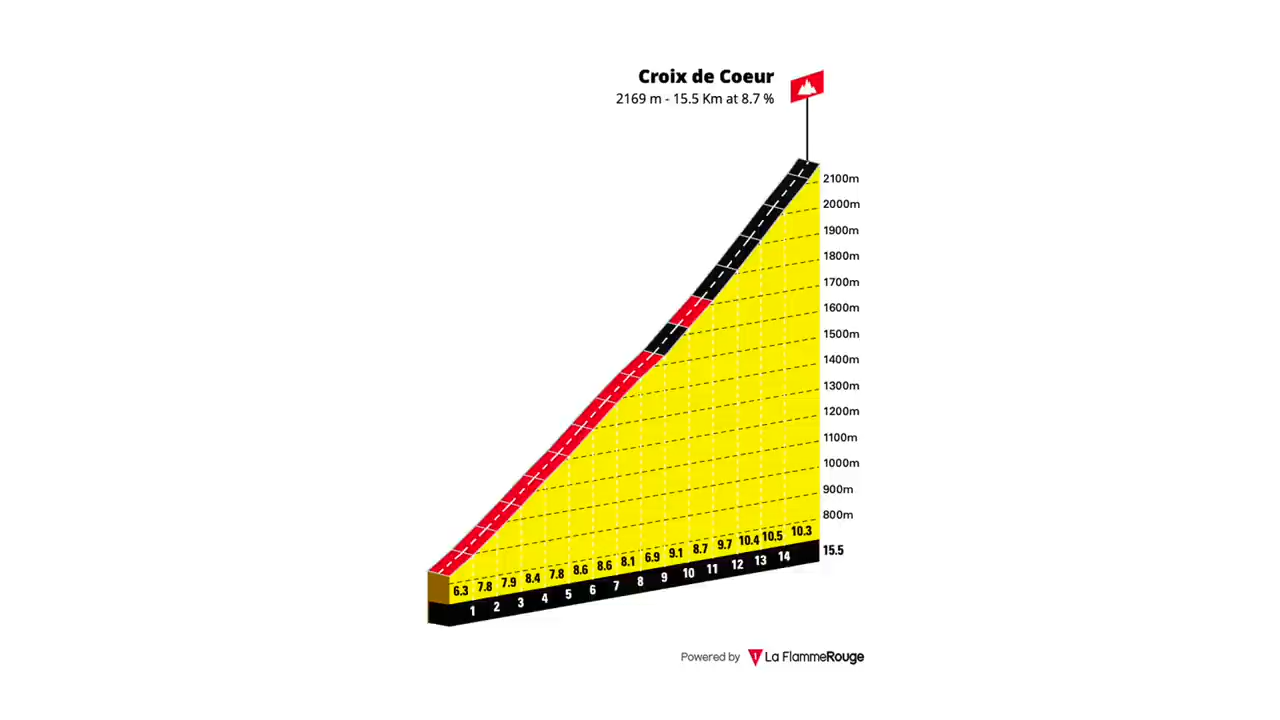 Croix de Coeur
2169 m - 15.5 Km at 8.7 %
2100m
2000m
1900m
1800m
1700m
1600m
1500m
1400m
1300m
1200m
1100m
1000m
900m
800m
6.3 7.8 7.9 8.4 7.8 8.6 8.6 8.1 6.9 9.1 8.7 9.7 10.4 10.5 10.3
1 2 3 4 5 6 7 8 9 10 11 12 13 14 15.5
Powered by 1 La FlammeRouge